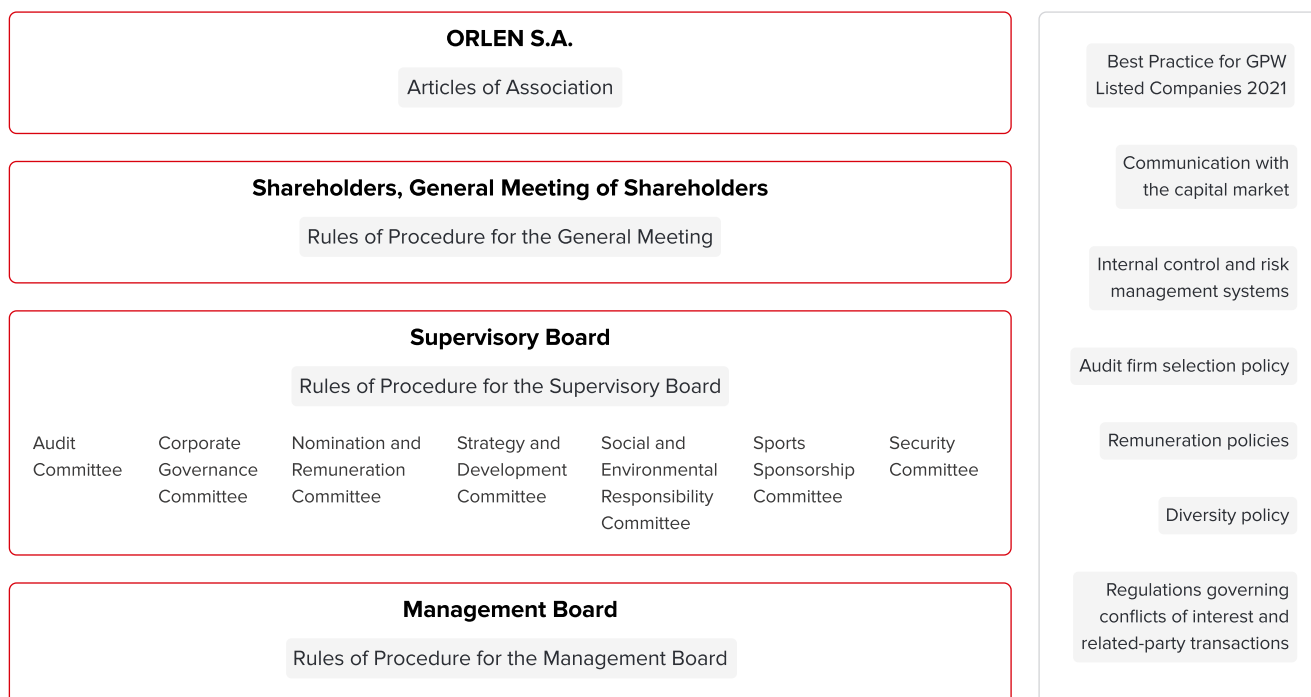 ORLEN S.A.
Articles of Association
Shareholders, General Meeting of Shareholders
Rules of Procedure for the General Meeting
Supervisory Board
Rules of Procedure for the Supervisory Board
Audit
Committee
Corporate
Governance
Committee
Nomination and
Remuneration
Committee
Strategy and
Development
Committee
Social and
Environmental
Responsibility
Committee
Sports
Sponsorship
Committee
Security
Committee
Management Board
Rules of Procedure for the Management Board
Best Practice for GPW
Listed Companies 2021
Communication with
the capital market
Internal control and risk
management systems
Audit firm selection policy
Remuneration policies
Diversity policy
Regulations governing
conflicts of interest and
related-party transactions